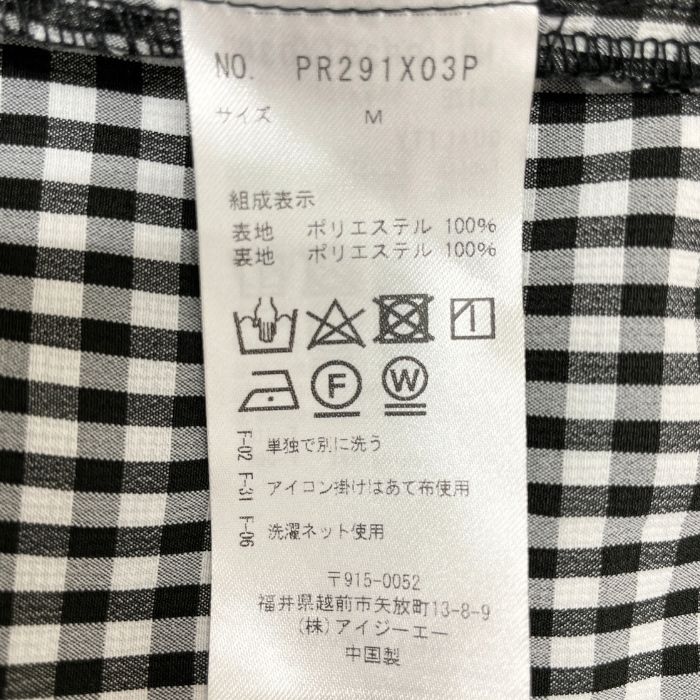 NO. PR291X03P
サイズ M
組成表示
表地 ポリエステル 100%
裏地 ポリエステル 100%
F W
F-02 単独で別に洗う
F-31 アイコン掛けはあて布使用
F-06 洗濯ネット使用
〒915-0052
福井県越前市矢放町13-8-9
(株)アイジーエー
中国製